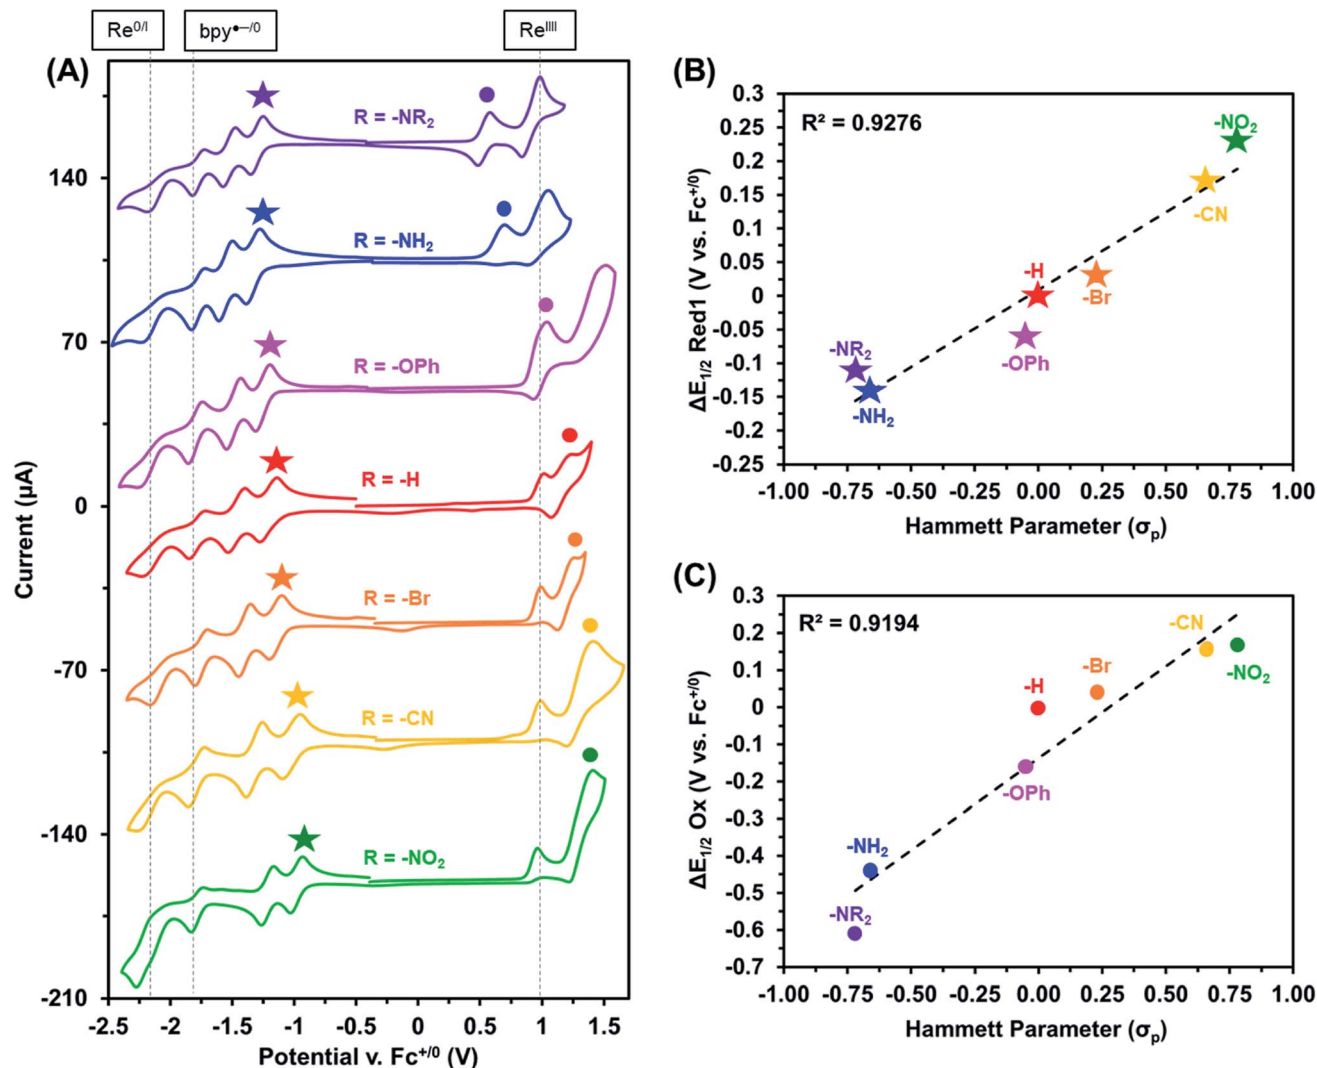 Re⁰ᐟᴵ bpy•−/0 Reᴵᴵᴵᴵ
(A)
R = -NR₂
R = -NH₂
R = -OPh
R = -H
R = -Br
R = -CN
R = -NO₂
Current (µA)
140
70
0
-70
-140
-210
-2.5 -2 -1.5 -1 -0.5 0 0.5 1 1.5
Potential v. Fc⁺ᐟ⁰ (V)
(B)
R² = 0.9276
-NO₂
-CN
-H
-Br
-OPh
-NR₂
-NH₂
ΔE₁/₂ Red1 (V vs. Fc⁺ᐟ⁰)
0.3
0.25
0.2
0.15
0.1
0.05
0
-0.05
-0.1
-0.15
-0.2
-0.25
-1.00 -0.75 -0.50 -0.25 0.00 0.25 0.50 0.75 1.00
Hammett Parameter (σₚ)
(C)
R² = 0.9194
-CN
-NO₂
-Br
-H
-OPh
-NH₂
-NR₂
ΔE₁/₂ Ox (V vs. Fc⁺ᐟ⁰)
0.3
0.2
0.1
0
-0.1
-0.2
-0.3
-0.4
-0.5
-0.6
-0.7
-1.00 -0.75 -0.50 -0.25 0.00 0.25 0.50 0.75 1.00
Hammett Parameter (σₚ)